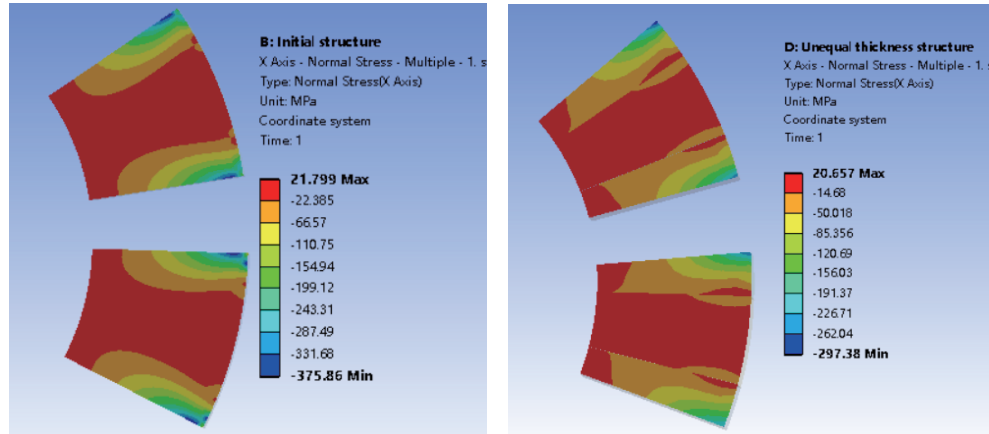 B: Initial structure
X Axis - Normal Stress - Multiple - 1. s
Type: Normal Stress(X Axis)
Unit: MPa
Coordinate system
Time: 1
21.799 Max
-22.385
-66.57
-110.75
-154.94
-199.12
-243.31
-287.49
-331.68
-375.86 Min
D: Unequal thickness structure
X Axis - Normal Stress - Multiple - 1.
Type: Normal Stress(X Axis)
Unit: MPa
Coordinate system
Time: 1
20.657 Max
-14.68
-50.018
-85.356
-120.69
-156.03
-191.37
-226.71
-262.04
-297.38 Min